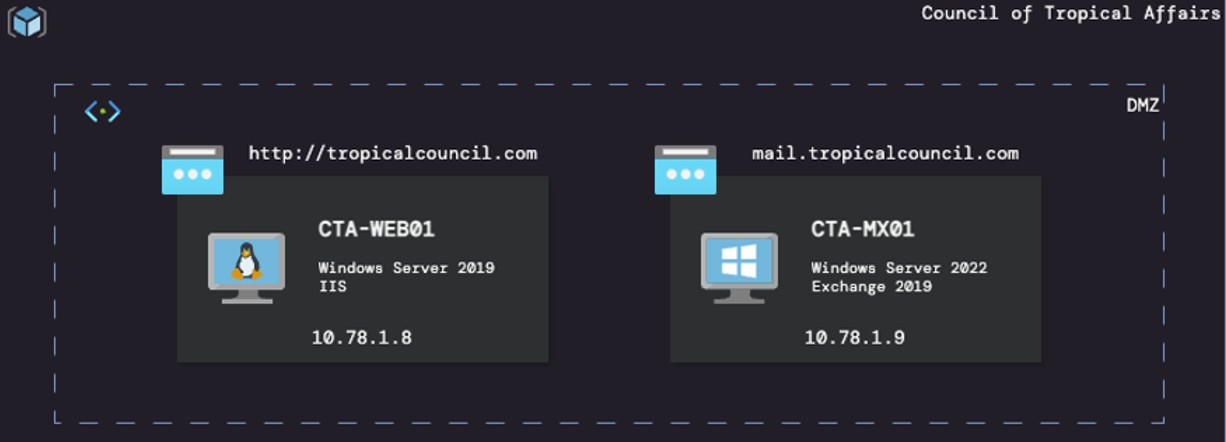 Council of Tropical Affairs
DMZ
http://tropicalcouncil.com
CTA-WEB01
Windows Server 2019
IIS
10.78.1.8
mail.tropicalcouncil.com
CTA-MX01
Windows Server 2022
Exchange 2019
10.78.1.9